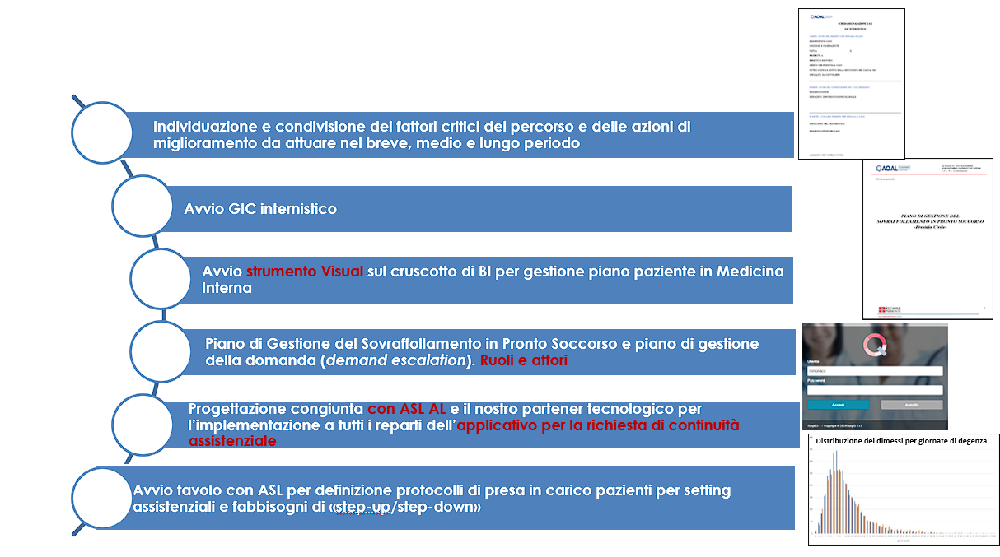 Individuazione e condivisione dei fattori critici del percorso e delle azioni di
miglioramento da attuare nel breve, medio e lungo periodo
Avvio GIC internistico
Avvio strumento Visual sul cruscotto di BI per gestione piano paziente in Medicina
Interna
Piano di Gestione del Sovraffollamento in Pronto Soccorso e piano di gestione
della domanda (demand escalation). Ruoli e attori
Progettazione congiunta con ASL AL e il nostro partener tecnologico per
l'implementazione a tutti i reparti dell'applicativo per la richiesta di continuità
assistenziale
Avvio tavolo con ASL per definizione protocolli di presa in carico pazienti per setting
assistenziali e fabbisogni di «step-up/step-down»
AO AL
SCHEDA SEGNALAZIONE CASI
GIC INTERNISTICO
AO AL
PIANO DI GESTIONE DEL
SOVRAFFOLLAMENTO IN PRONTO SOCCORSO
-Presidio Civile-
REGIONE
PIEMONTE
Utente
Password
Accedi
Annulla
Distribuzione dei dimessi per giornate di degenza